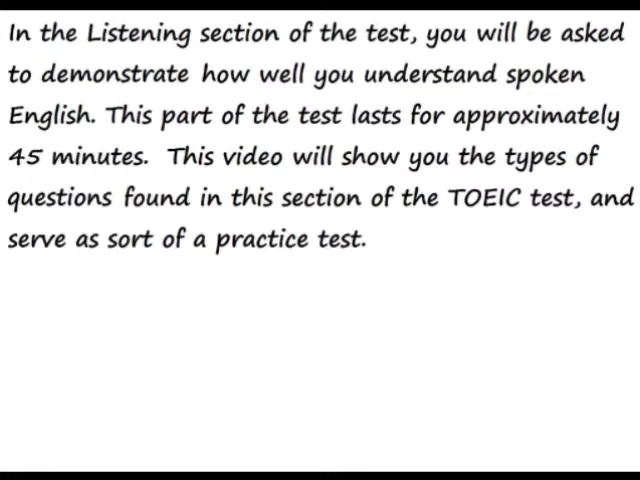 In the Listening section of the test, you will be asked
to demonstrate how well you understand spoken
English. This part of the test lasts for approximately
45 minutes.  This video will show you the types of
questions found in this section of the TOEIC test, and
serve as sort of a practice test.